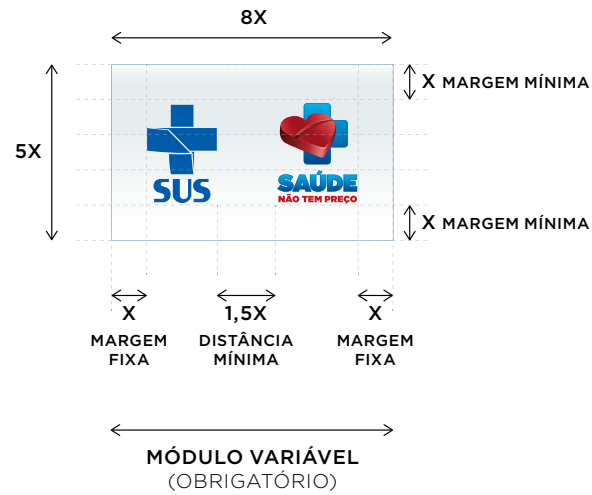 8X
X MARGEM MÍNIMA
5X
SUS
SAÚDE
NÃO TEM PREÇO
X MARGEM MÍNIMA
X
MARGEM
FIXA
1,5X
DISTÂNCIA
MÍNIMA
X
MARGEM
FIXA
MÓDULO VARIÁVEL
(OBRIGATÓRIO)